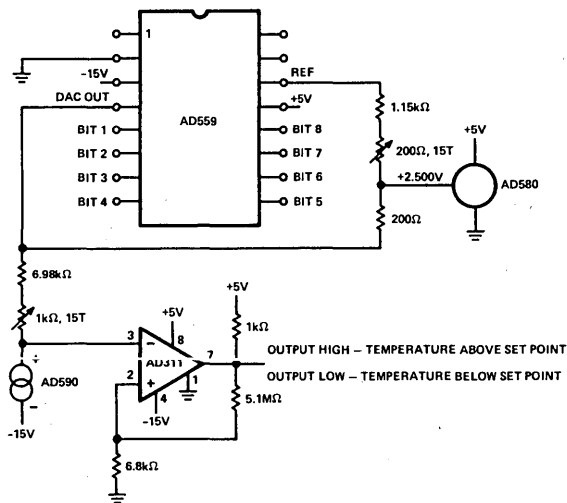 1
REF
-15V
DAC OUT
+5V
1.15kΩ
AD559
BIT 1
BIT 8
200Ω, 15T
+5V
BIT 2
BIT 7
BIT 3
BIT 6
+2.500V
AD580
BIT 4
BIT 5
200Ω
6.98kΩ
+5V
1kΩ, 15T
+5V
1kΩ
3
8
OUTPUT HIGH – TEMPERATURE ABOVE SET POINT
+
−
AD311
7
AD590
2
+
1
OUTPUT LOW – TEMPERATURE BELOW SET POINT
−
4
5.1MΩ
-15V
-15V
6.8kΩ